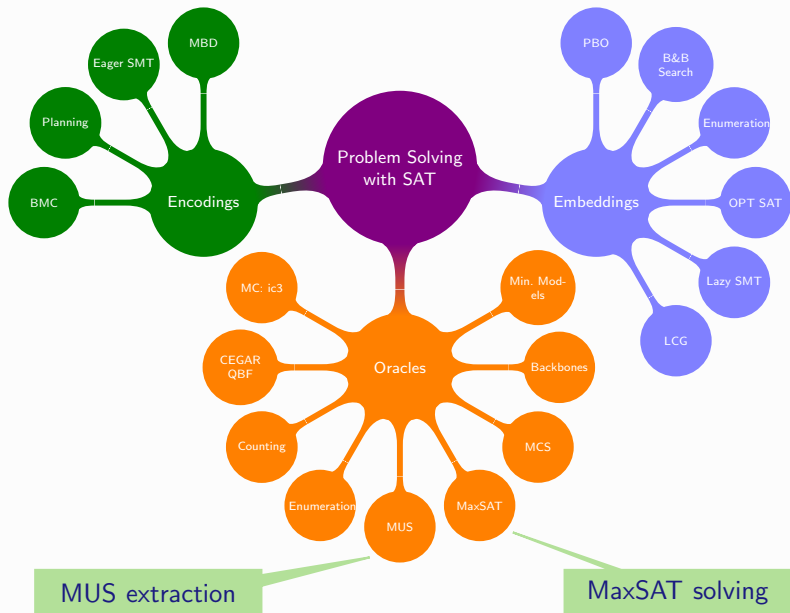 MBD
PBO
Eager SMT
B&B
Search
Planning
Enumeration
Problem Solving
with SAT
BMC
Encodings
Embeddings
OPT SAT
MC: ic3
Min. Mod-
els
Lazy SMT
LCG
CEGAR
QBF
Oracles
Backbones
Counting
MCS
Enumeration
MaxSAT
MUS
MUS extraction
MaxSAT solving